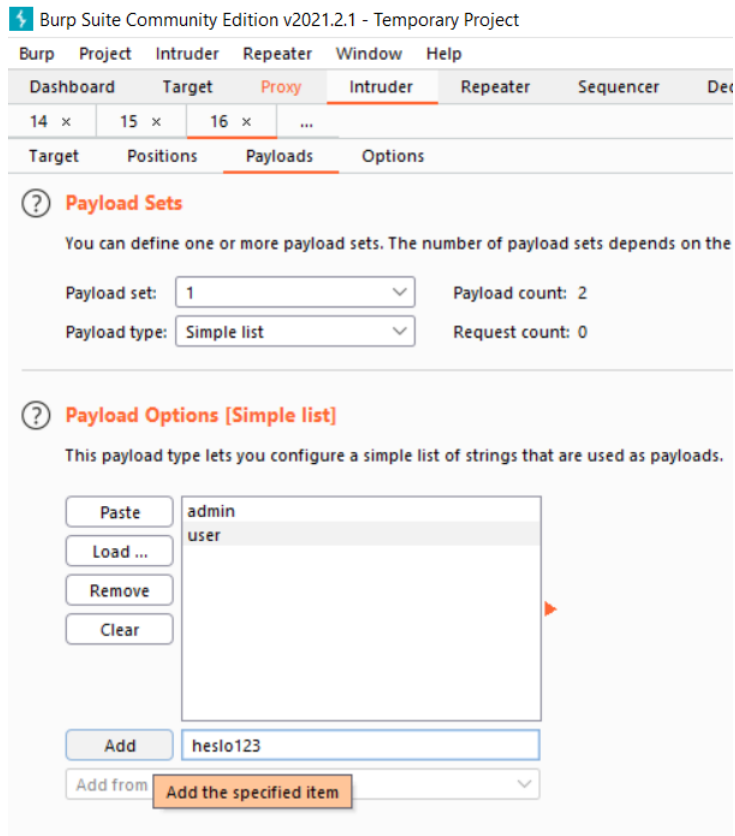 Burp Suite Community Edition v2021.2.1 - Temporary Project
Burp Project Intruder Repeater Window Help
Dashboard Target Proxy Intruder Repeater Sequencer Dec
14 × 15 × 16 × ...
Target Positions Payloads Options
? Payload Sets
You can define one or more payload sets. The number of payload sets depends on the
Payload set: 1 Payload count: 2
Payload type: Simple list Request count: 0
? Payload Options [Simple list]
This payload type lets you configure a simple list of strings that are used as payloads.
Paste admin
user
Load ...
Remove
Clear
Add heslo123
Add from
Add the specified item